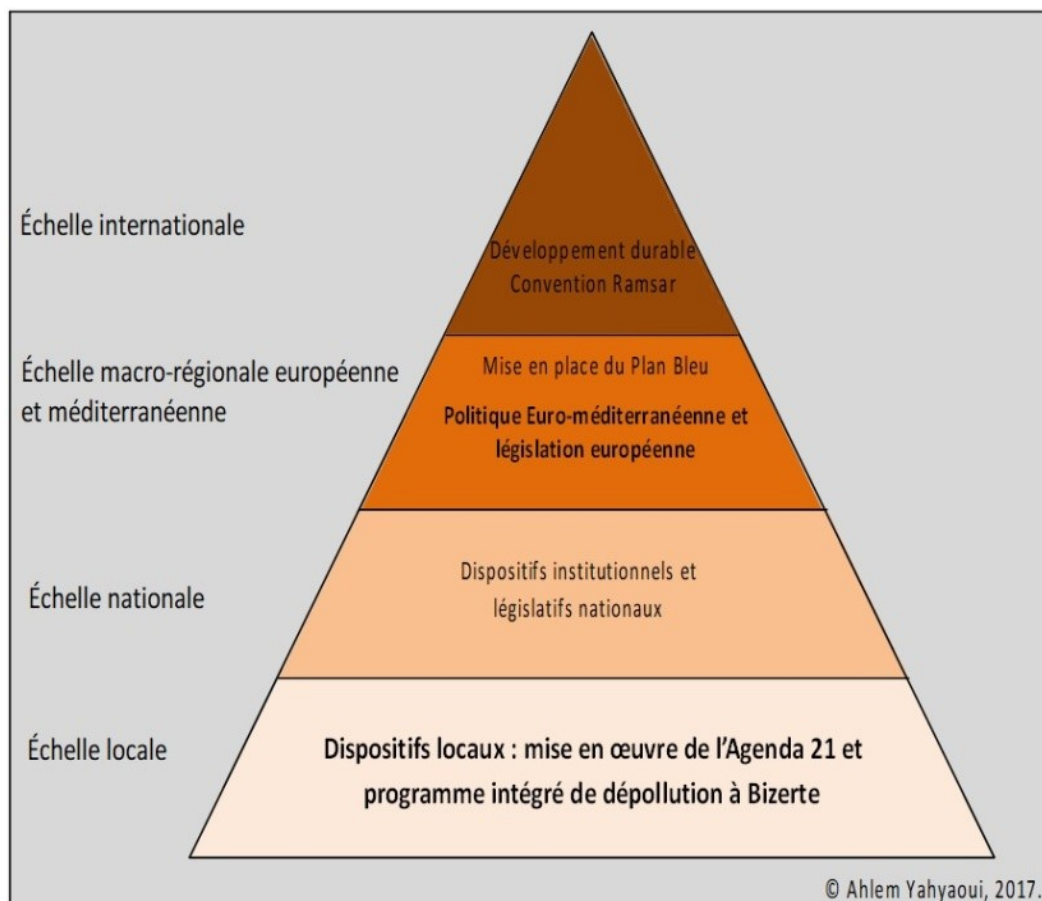 Échelle internationale
Développement durable
Convention Ramsar
Échelle macro-régionale européenne
et méditerranéenne
Mise en place du Plan Bleu
Politique Euro-méditerranéenne et
législation européenne
Échelle nationale
Dispositifs institutionnels et
législatifs nationaux
Échelle locale
Dispositifs locaux : mise en œuvre de l’Agenda 21 et
programme intégré de dépollution à Bizerte
© Ahlem Yahyaoui, 2017.